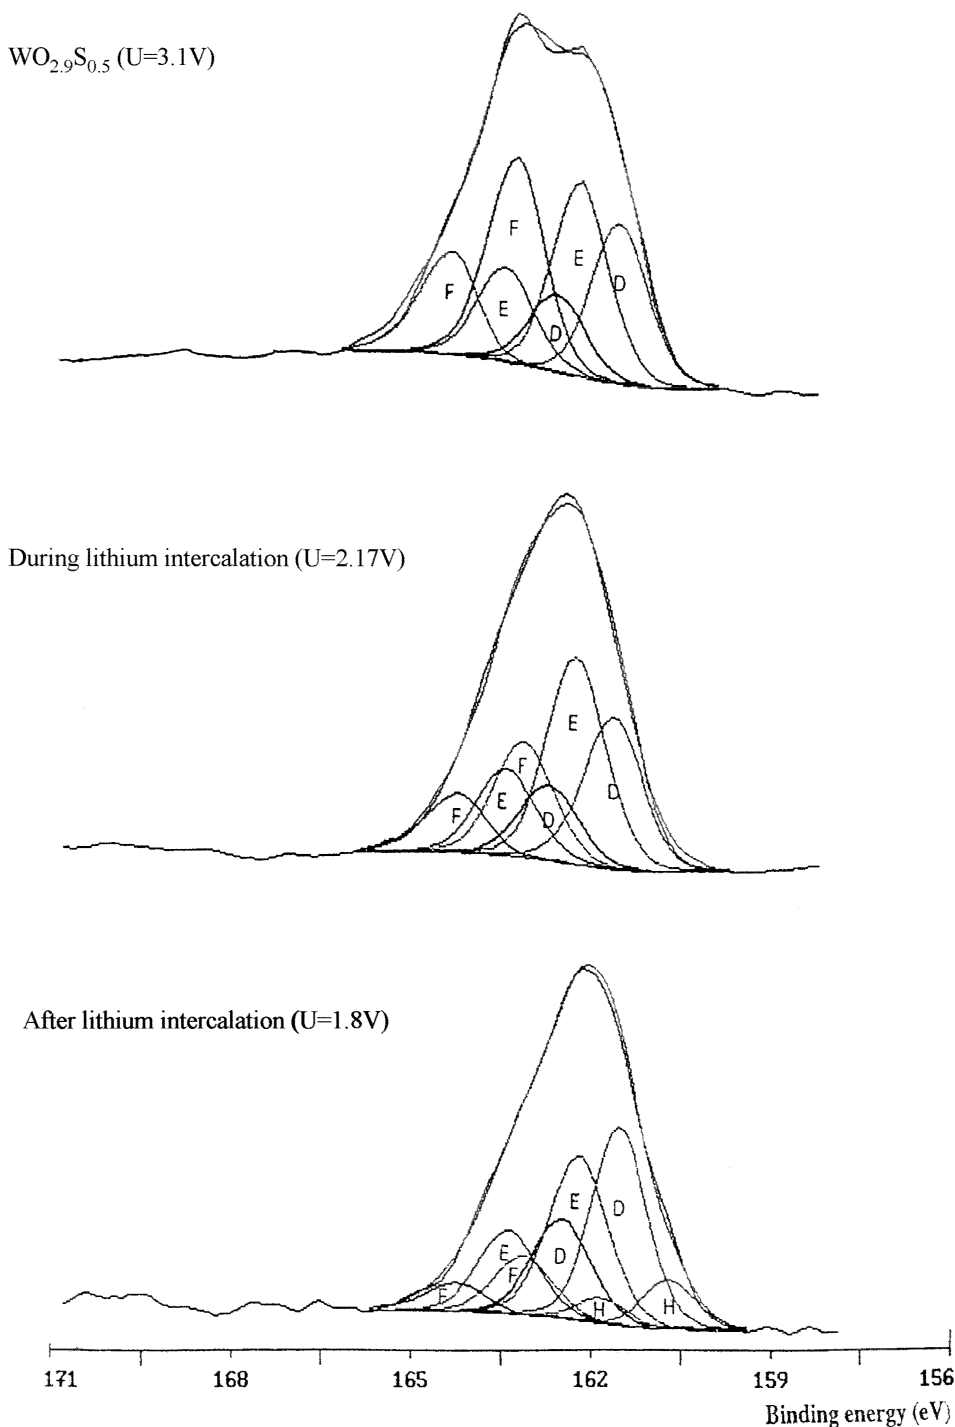 WO2.9S0.5 (U=3.1V)
F
F
E
E
D
D
During lithium intercalation (U=2.17V)
E
F
E
D
D
F
After lithium intercalation (U=1.8V)
E
D
E
D
F
F
H
H
171 168 165 162 159 156
Binding energy (eV)